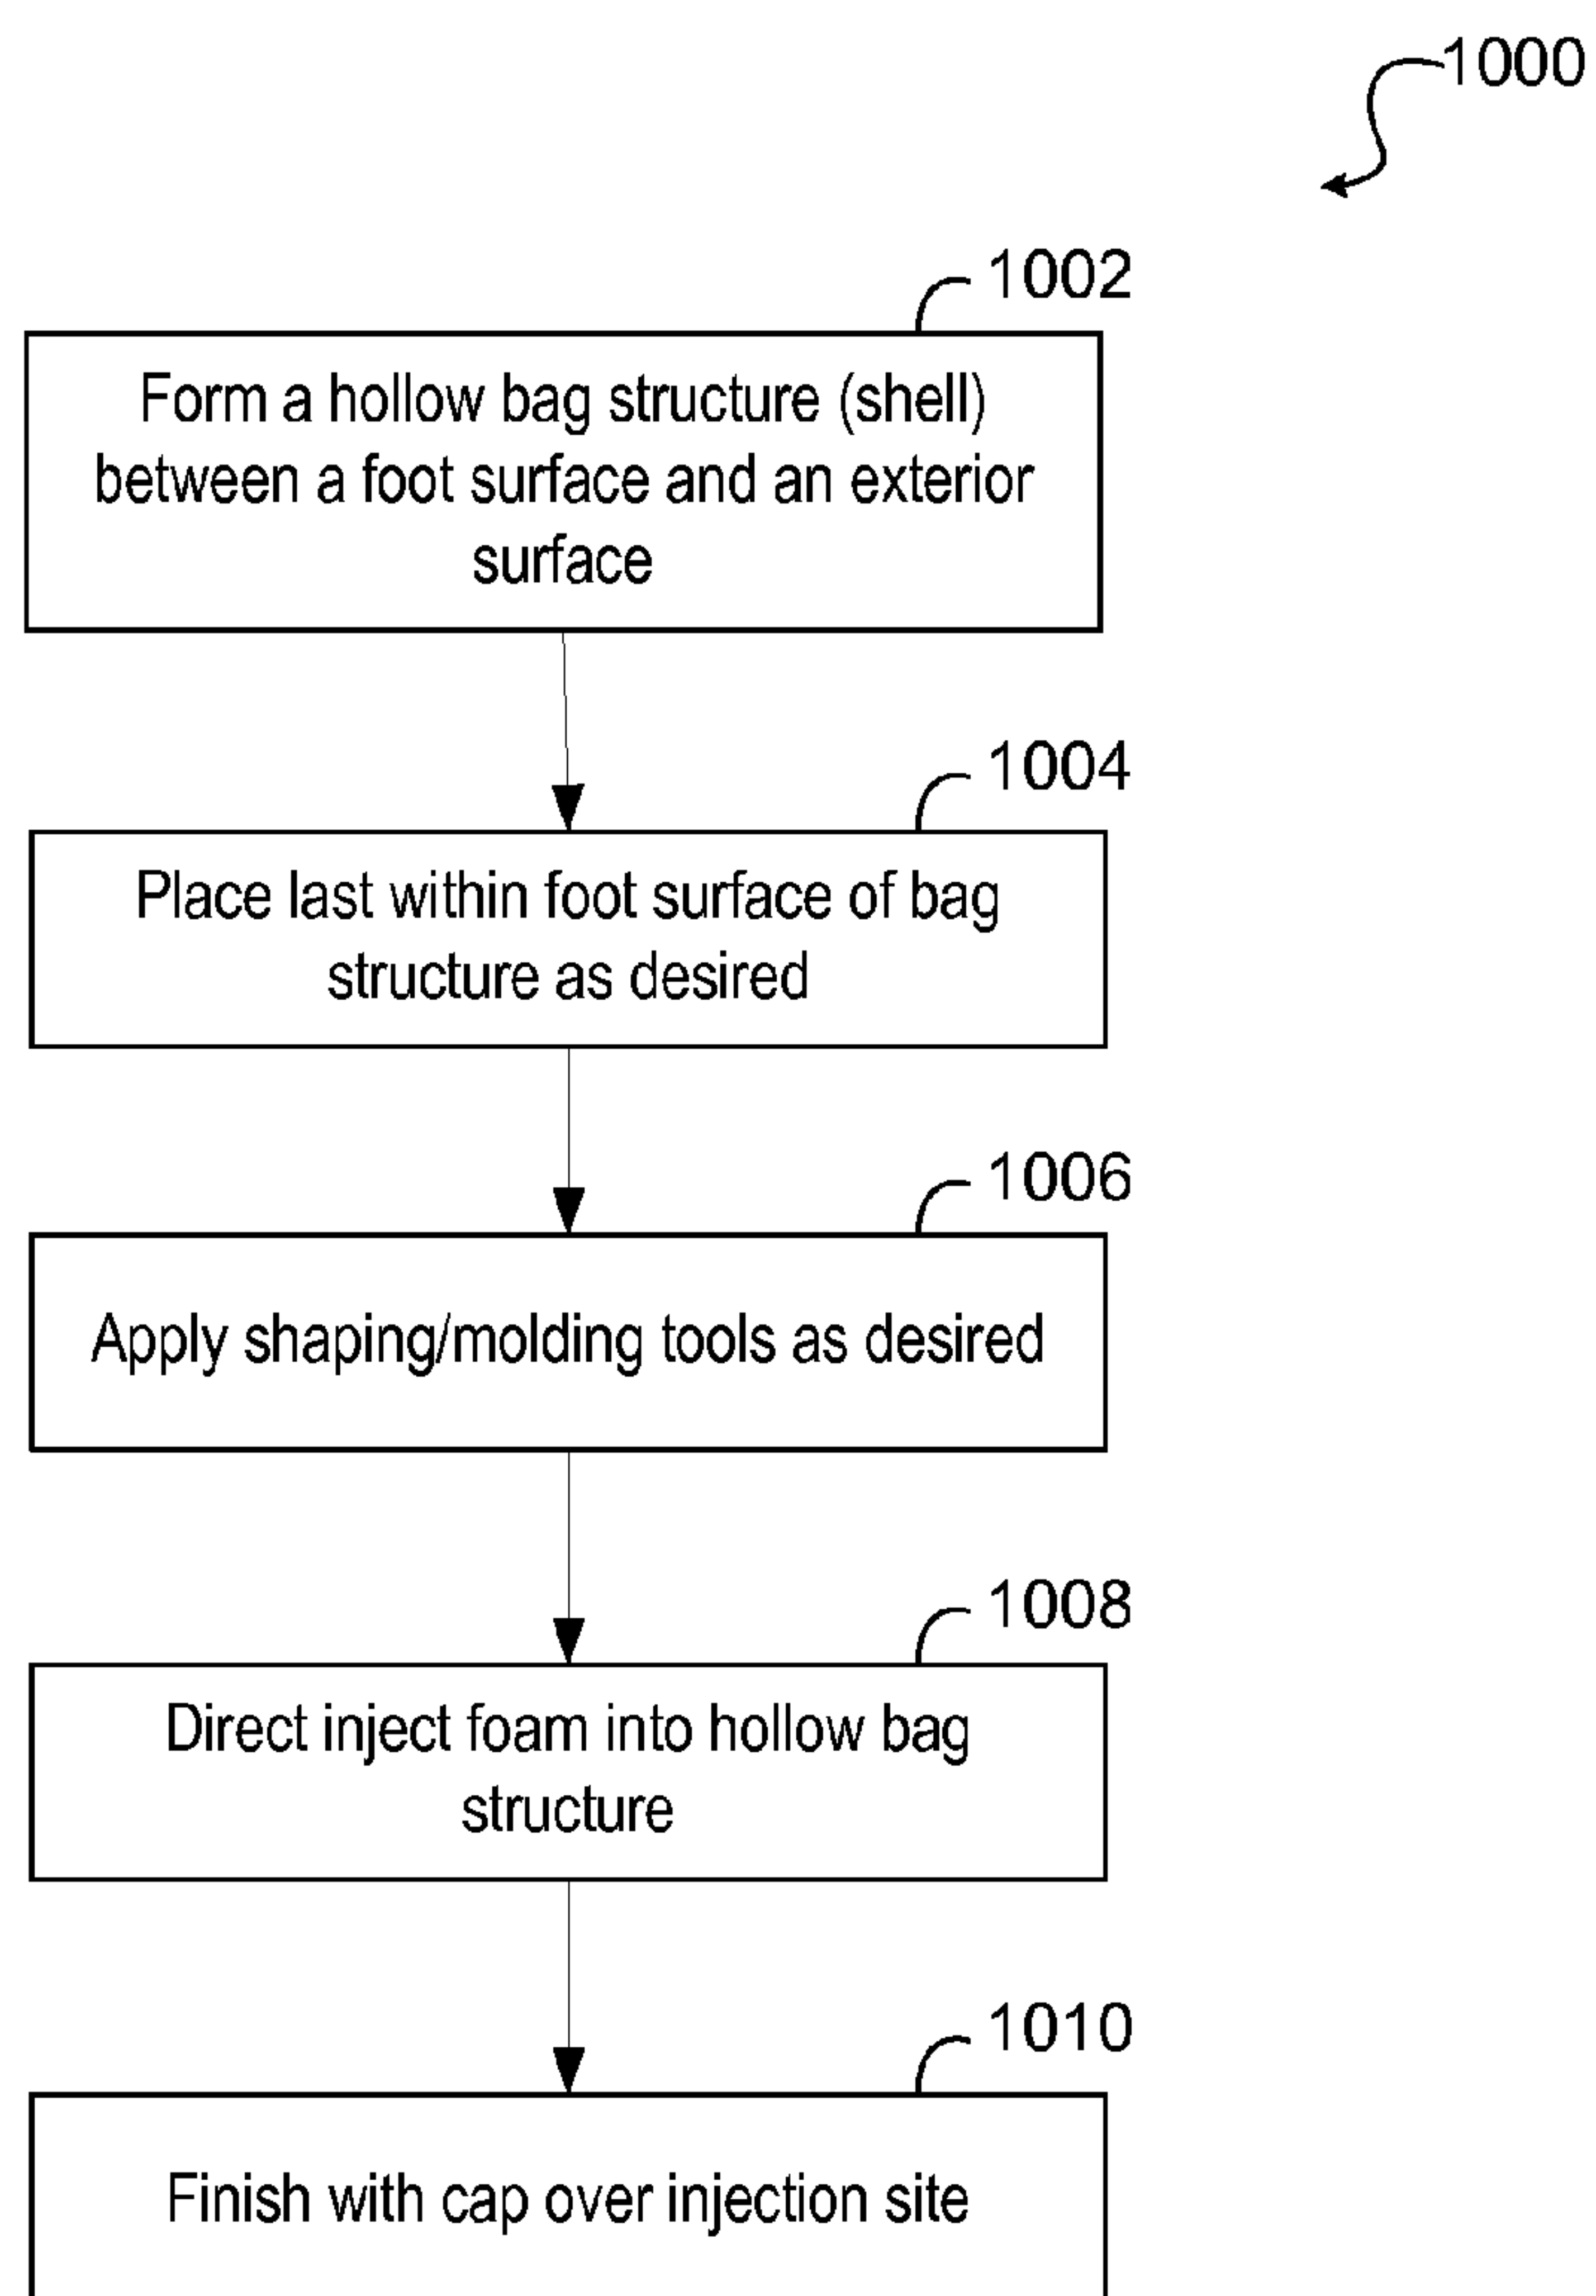 1000
1002
Form a hollow bag structure (shell)
between a foot surface and an exterior
surface
1004
Place last within foot surface of bag
structure as desired
1006
Apply shaping/molding tools as desired
1008
Direct inject foam into hollow bag
structure
1010
Finish with cap over injection site